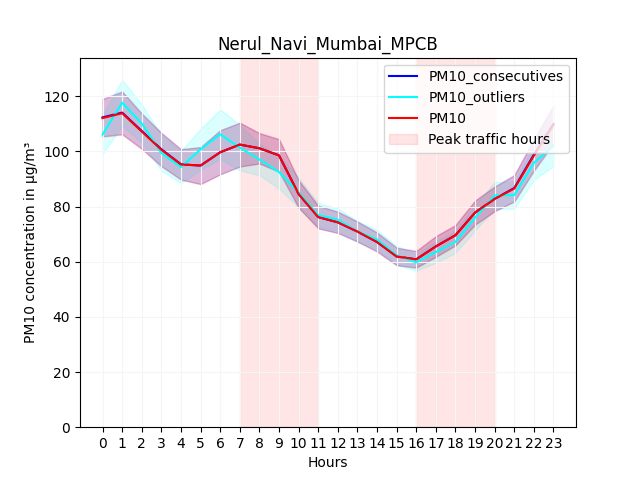 Nerul_Navi_Mumbai_MPCB
PM10_consecutives
PM10_outliers
PM10
Peak traffic hours
PM10 concentration in µg/m³
120
100
80
60
40
20
0
0 1 2 3 4 5 6 7 8 9 10 11 12 13 14 15 16 17 18 19 20 21 22 23
Hours